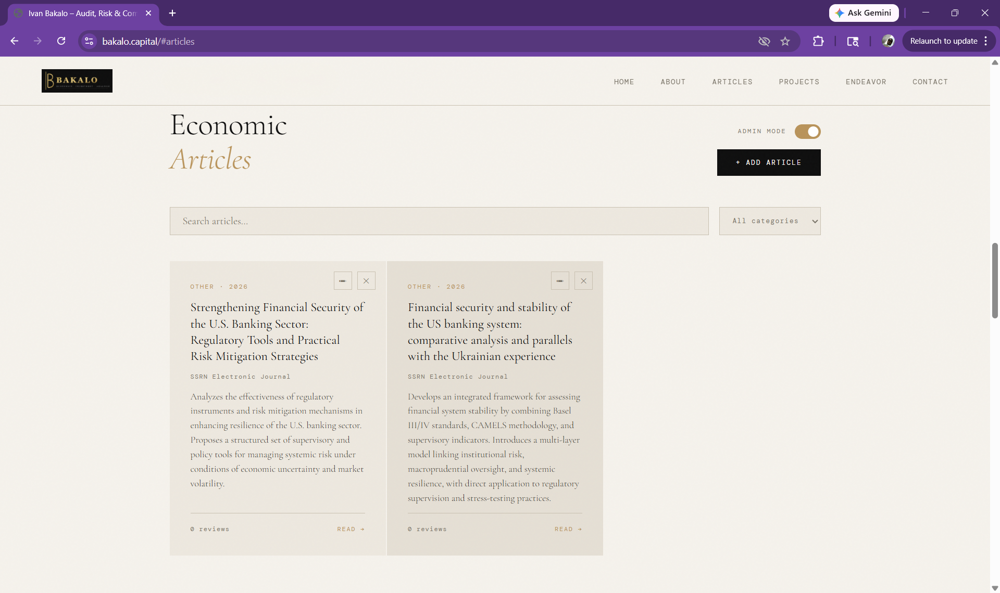 Ivan Bakalo – Audit, Risk & Con
Ask Gemini
bakalo.capital/#articles
Relaunch to update
BAKALO
HOME
ABOUT
ARTICLES
PROJECTS
ENDEAVOR
CONTACT
Economic
Articles
ADMIN MODE
+ ADD ARTICLE
Search articles...
All categories
OTHER · 2026
Strengthening Financial Security of
the U.S. Banking Sector:
Regulatory Tools and Practical
Risk Mitigation Strategies
SSRN Electronic Journal
Analyzes the effectiveness of regulatory
instruments and risk mitigation mechanisms in
enhancing resilience of the U.S. banking sector.
Proposes a structured set of supervisory and
policy tools for managing systemic risk under
conditions of economic uncertainty and market
volatility.
0 reviews
READ →
OTHER · 2026
Financial security and stability of
the US banking system:
comparative analysis and parallels
with the Ukrainian experience
SSRN Electronic Journal
Develops an integrated framework for assessing
financial system stability by combining Basel
III/IV standards, CAMELS methodology, and
supervisory indicators. Introduces a multi-layer
model linking institutional risk,
macroprudential oversight, and systemic
resilience, with direct application to regulatory
supervision and stress-testing practices.
0 reviews
READ →